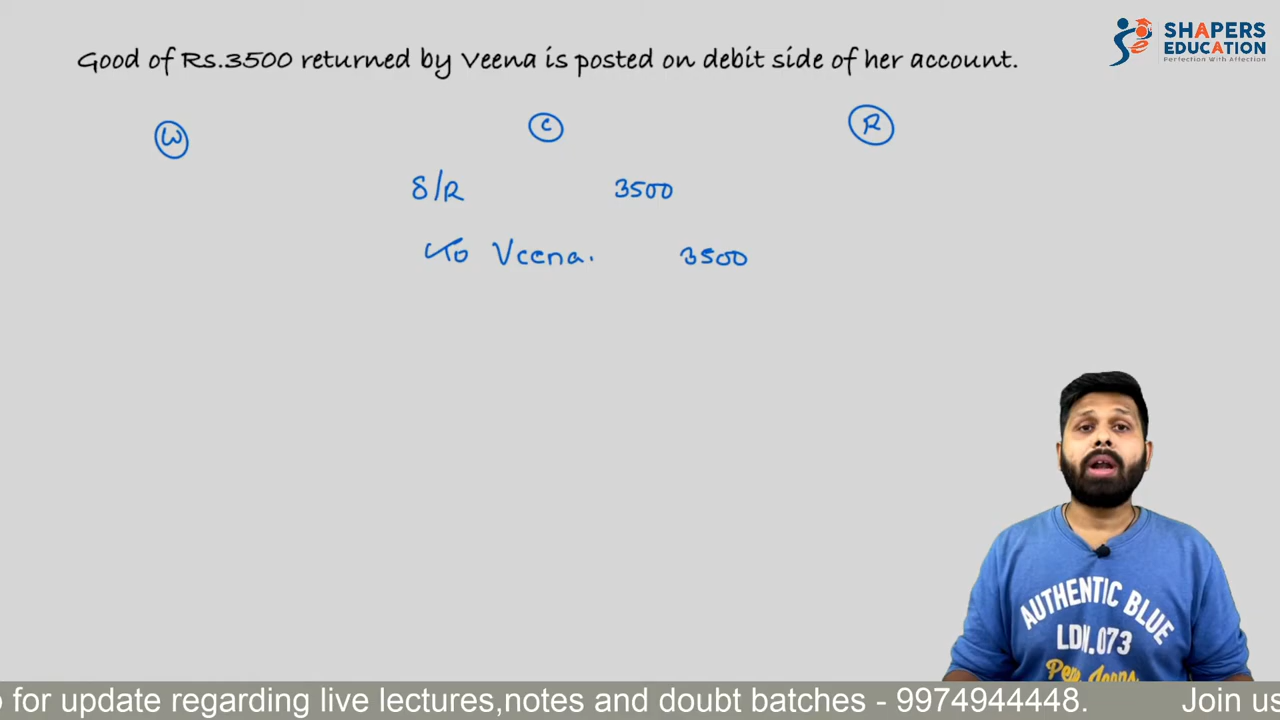 Good of Rs.3500 returned by Veena is posted on debit side of her account.
SHAPERS
EDUCATION
Perfection With Affection
W C R
S/R 3500
To Veena. 3500
AUTHENTIC BLUE
LDN.073
Pepe Jeans
o for update regarding live lectures,notes and doubt batches - 9974944448. Join us